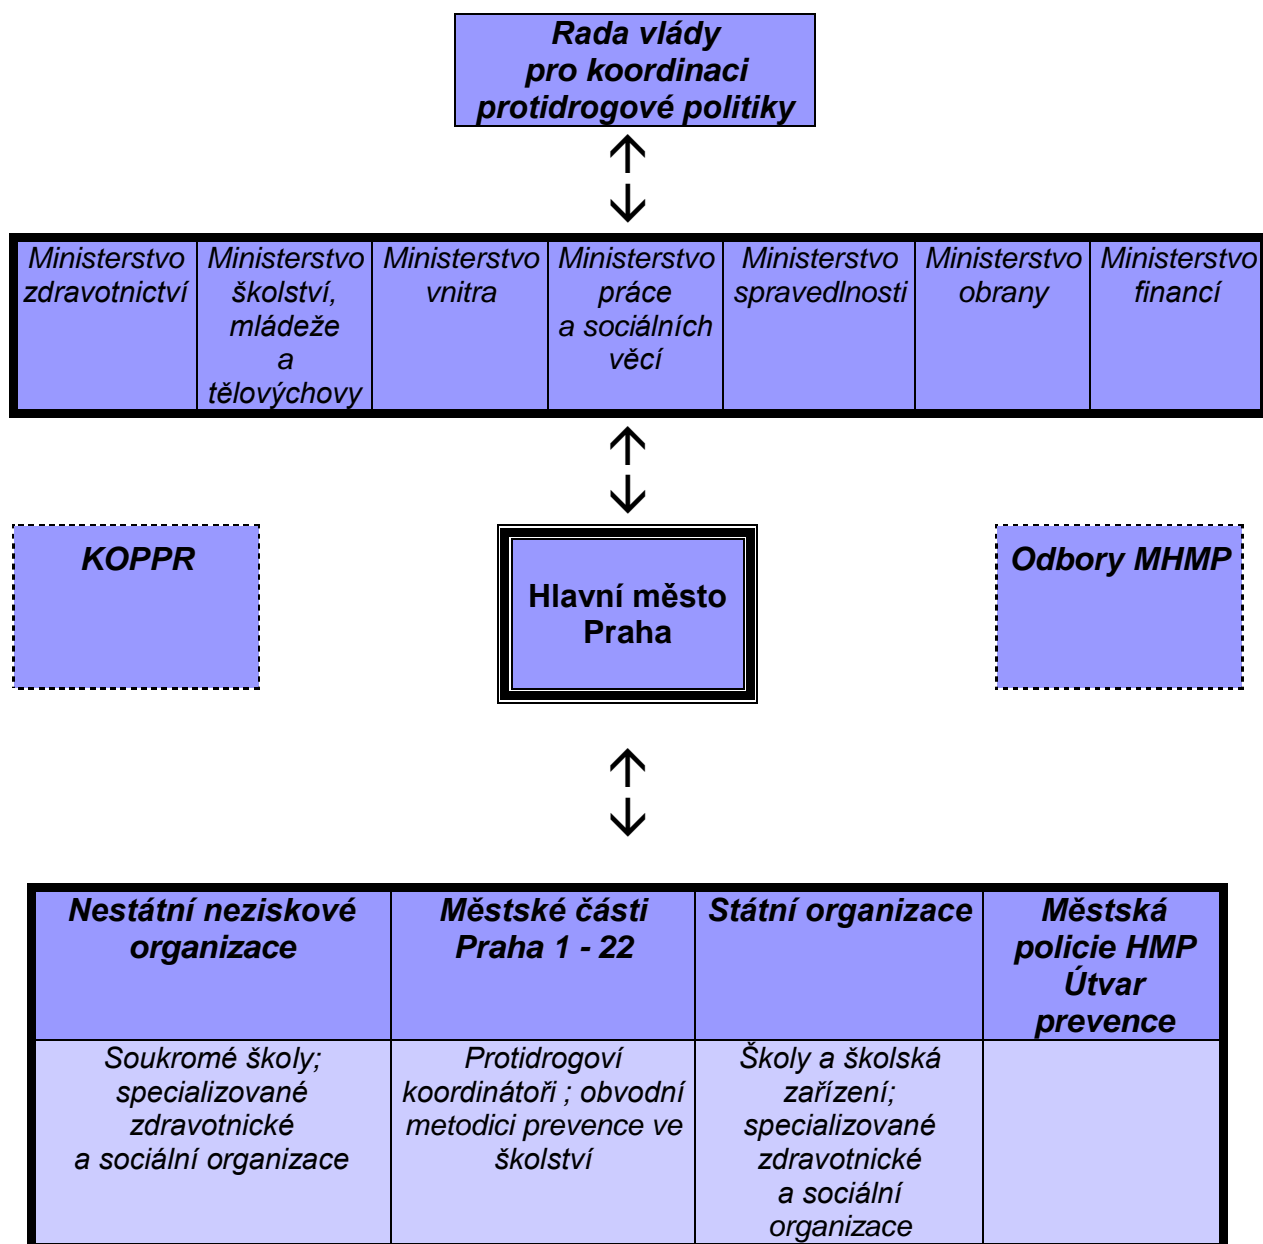 Rada vlády
pro koordinaci
protidrogové politiky
Ministerstvo
zdravotnictví
Ministerstvo
školství,
mládeže
a
tělovýchovy
Ministerstvo
vnitra
Ministerstvo
práce
a sociálních
věcí
Ministerstvo
spravedlnosti
Ministerstvo
obrany
Ministerstvo
financí
KOPPR
Hlavní město
Praha
Odbory MHMP
Nestátní neziskové
organizace
Městské části
Praha 1 - 22
Státní organizace
Městská
policie HMP
Útvar
prevence
Soukromé školy;
specializované
zdravotnické
a sociální organizace
Protidrogoví
koordinátoři ; obvodní
metodici prevence ve
školství
Školy a školská
zařízení;
specializované
zdravotnické
a sociální
organizace